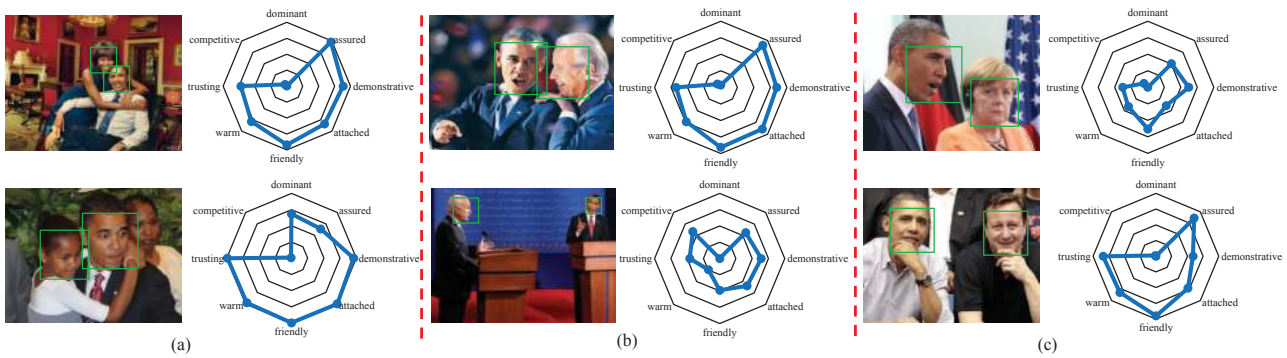 dominant
competitive
assured
trusting
demonstrative
warm
attached
friendly
dominant
competitive
assured
trusting
demonstrative
warm
attached
friendly
dominant
competitive
assured
trusting
demonstrative
warm
attached
friendly
dominant
competitive
assured
trusting
demonstrative
warm
attached
friendly
dominant
competitive
assured
trusting
demonstrative
warm
attached
friendly
dominant
competitive
assured
trusting
demonstrative
warm
attached
friendly
(a)
(b)
(c)